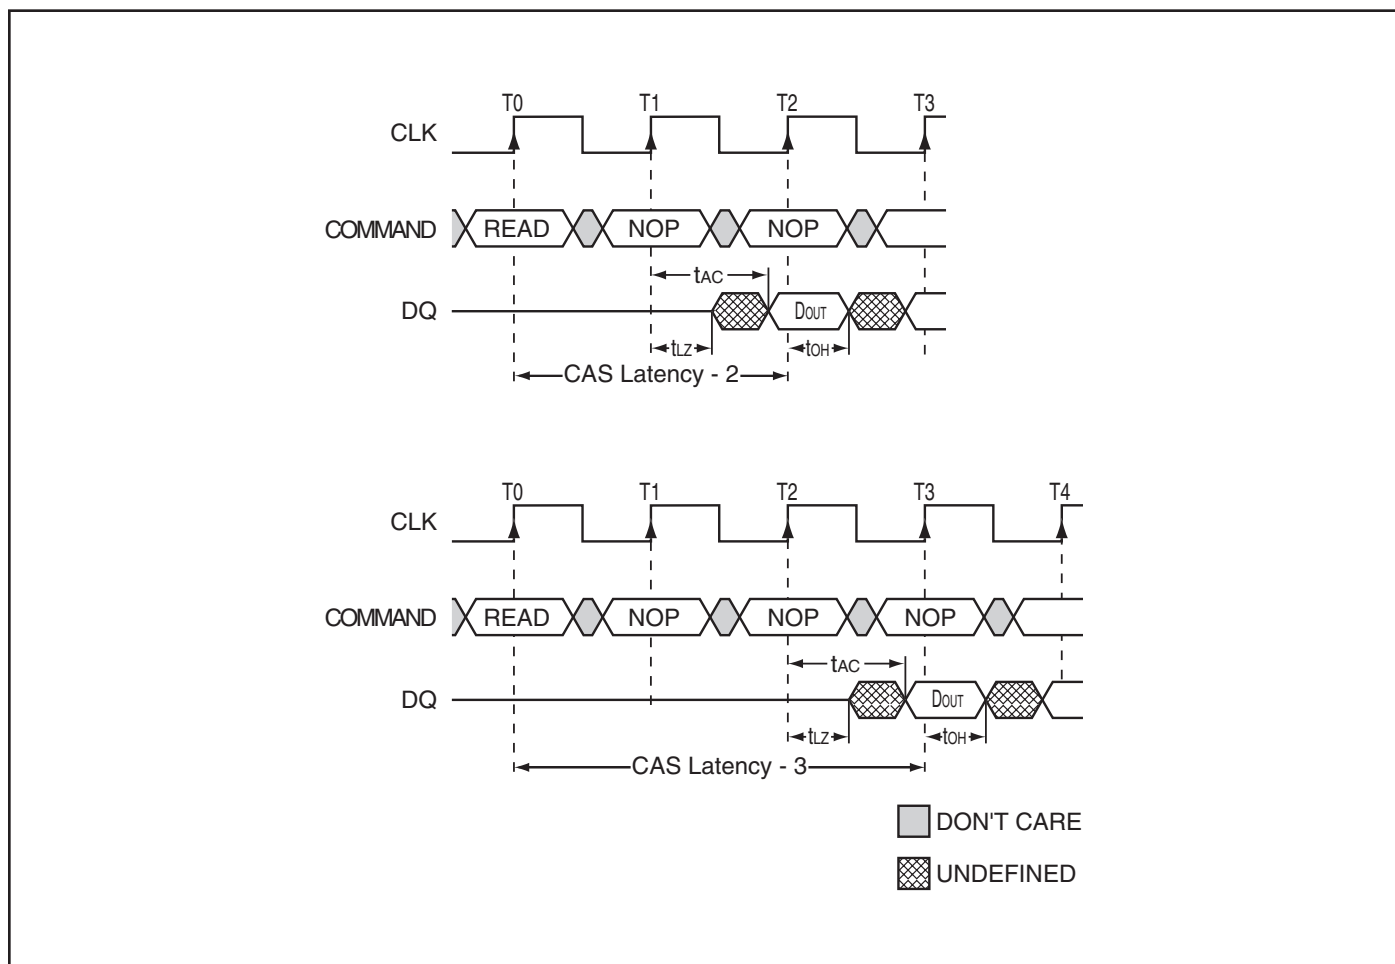 T0 T1 T2 T3
CLK
COMMAND READ NOP NOP
tAC
DQ DOUT
tLZ tOH
CAS Latency - 2
T0 T1 T2 T3 T4
CLK
COMMAND READ NOP NOP NOP
tAC
DQ DOUT
tLZ tOH
CAS Latency - 3
DON'T CARE
UNDEFINED